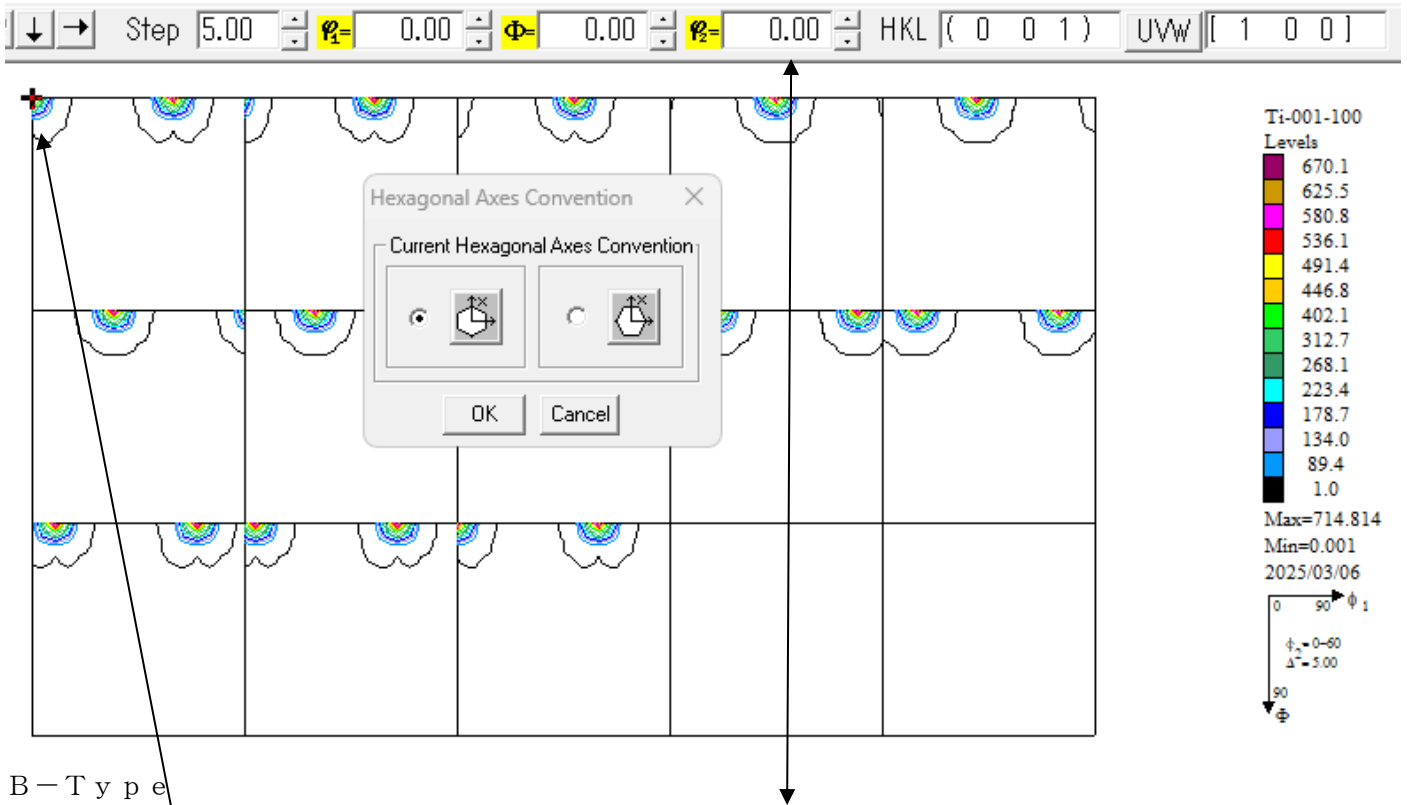 Step 5.00 φ1= 0.00 Φ= 0.00 φ2= 0.00 HKL ( 0 0 1 ) UVW [ 1 0 0 ]
Ti-001-100
Levels
670.1
625.5
580.8
536.1
491.4
446.8
402.1
312.7
268.1
223.4
178.7
134.0
89.4
1.0
Max=714.814
Min=0.001
2025/03/06
0 90 ϕ1
ϕ2=0-60
Δ=5.00
90
Φ
Hexagonal Axes Convention
Current Hexagonal Axes Convention
X
X
OK Cancel
B－Type